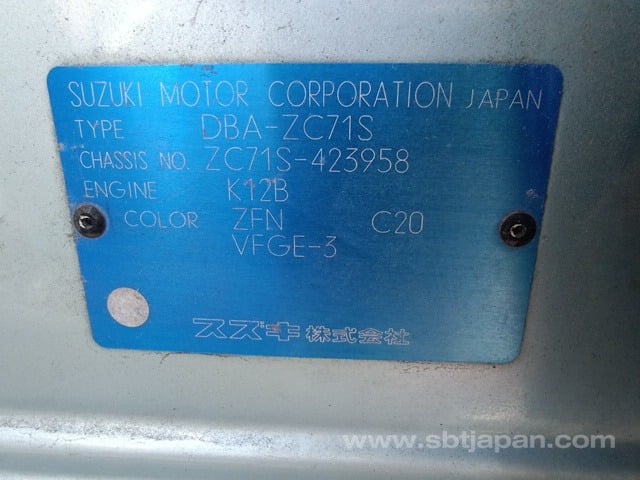 SUZUKI MOTOR CORPORATION JAPAN
TYPE DBA-ZC71S
CHASSIS NO. ZC71S-423958
ENGINE K12B
COLOR ZFN C20
VFGE-3
スズキ株式会社
www.sbtjapan.com